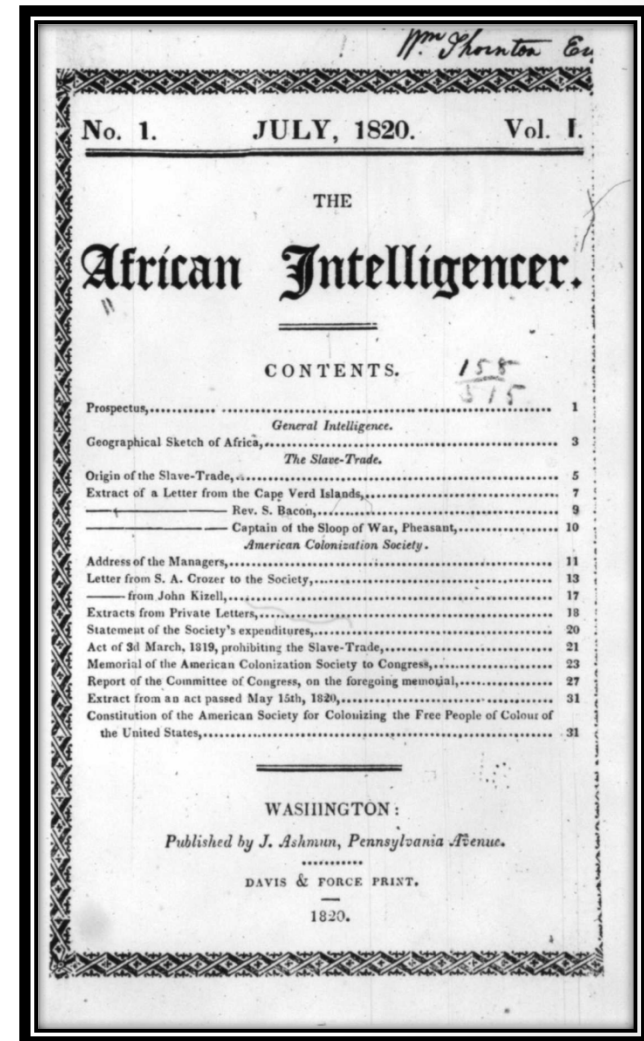 Wm Thornton
No. 1. JULY, 1820. Vol. I.
THE
African Intelligencer.
CONTENTS.
158
515
Prospectus,........... ................................................ 1
General Intelligence.
Geographical Sketch of Africa,............................................ 3
The Slave-Trade.
Origin of the Slave-Trade,................................................ 5
Extract of a Letter from the Cape Verd Islands,........................... 7
———————— Rev. S. Bacon,........................................ 9
———————— Captain of the Sloop of War, Pheasant,................ 10
American Colonization Society.
Address of the Managers,.................................................. 11
Letter from S. A. Crozer to the Society,.................................. 13
—— from John Kizell,...................................................... 17
Extracts from Private Letters,............................................ 18
Statement of the Society's expenditures,.................................. 20
Act of 3d March, 1819, prohibiting the Slave-Trade,....................... 21
Memorial of the American Colonization Society to Congress,................ 23
Report of the Committee of Congress, on the foregoing memorial,........... 27
Extract from an act passed May 15th, 1820,................................ 31
Constitution of the American Society for Colonizing the Free People of Colour of
the United States,........................................................ 31
WASHINGTON:
Published by J. Ashmun, Pennsylvania Avenue.
DAVIS & FORCE PRINT.
1820.